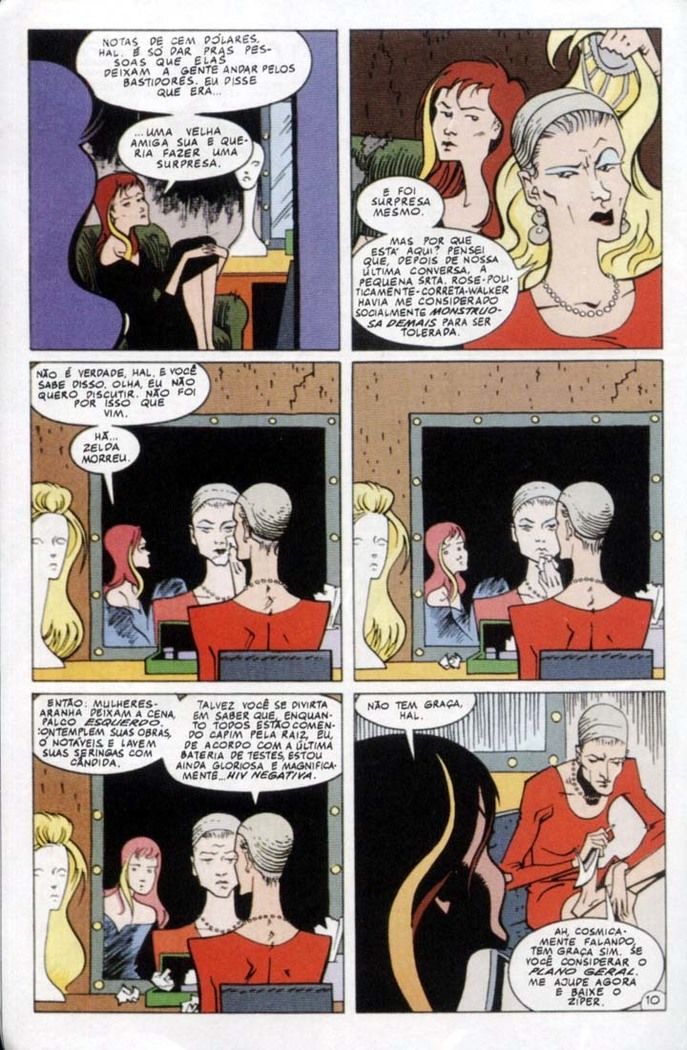 NOTAS DE CEM DÓLARES,
HAL. É SÓ DAR PRAS PES-
SOAS QUE ELAS
DEIXAM A GENTE ANDAR PELOS
BASTIDORES. EU DISSE
QUE ERA...
...UMA VELHA
AMIGA SUA E QUE-
RIA FAZER UMA
SURPRESA.
E FOI
SURPRESA
MESMO.
MAS POR QUE
ESTÁ AQUI? PENSEI
QUE, DEPOIS DE NOSSA
ÚLTIMA CONVERSA, A
PEQUENA SRTA. ROSE-POLI-
TICAMENTE-CORRETA-WALKER
HAVIA ME CONSIDERADO
SOCIALMENTE MONSTRUO-
SA DEMAIS PARA SER
TOLERADA.
NÃO É VERDADE, HAL, E VOCÊ
SABE DISSO. OLHA, EU NÃO
QUERO DISCUTIR. NÃO FOI
POR ISSO QUE
VIM.
HÃ...
ZELDA
MORREU.
ENTÃO: MULHERES-
ARANHA DEIXAM A CENA,
PALCO ESQUERDO.
CONTEMPLEM SUAS OBRAS,
Ó NOTÁVEIS E LAVEM
SUAS SERINGAS COM
CÂNDIDA.
TALVEZ VOCÊ SE DIVIRTA
EM SABER QUE, ENQUAN-
TO TODOS ESTÃO COMEN-
DO CAPIM PELA RAIZ, EU,
DE ACORDO COM A ÚLTIMA
BATERIA DE TESTES, ESTOU
AINDA GLORIOSA E MAGNIFICA-
MENTE... HIV NEGATIVA.
NÃO TEM GRAÇA,
HAL.
AH, COSMICA-
MENTE FALANDO,
TEM GRAÇA SIM. SE
VOCÊ CONSIDERAR O
PLANO GERAL.
ME AJUDE AGORA
E BAIXE O
ZÍPER.
10